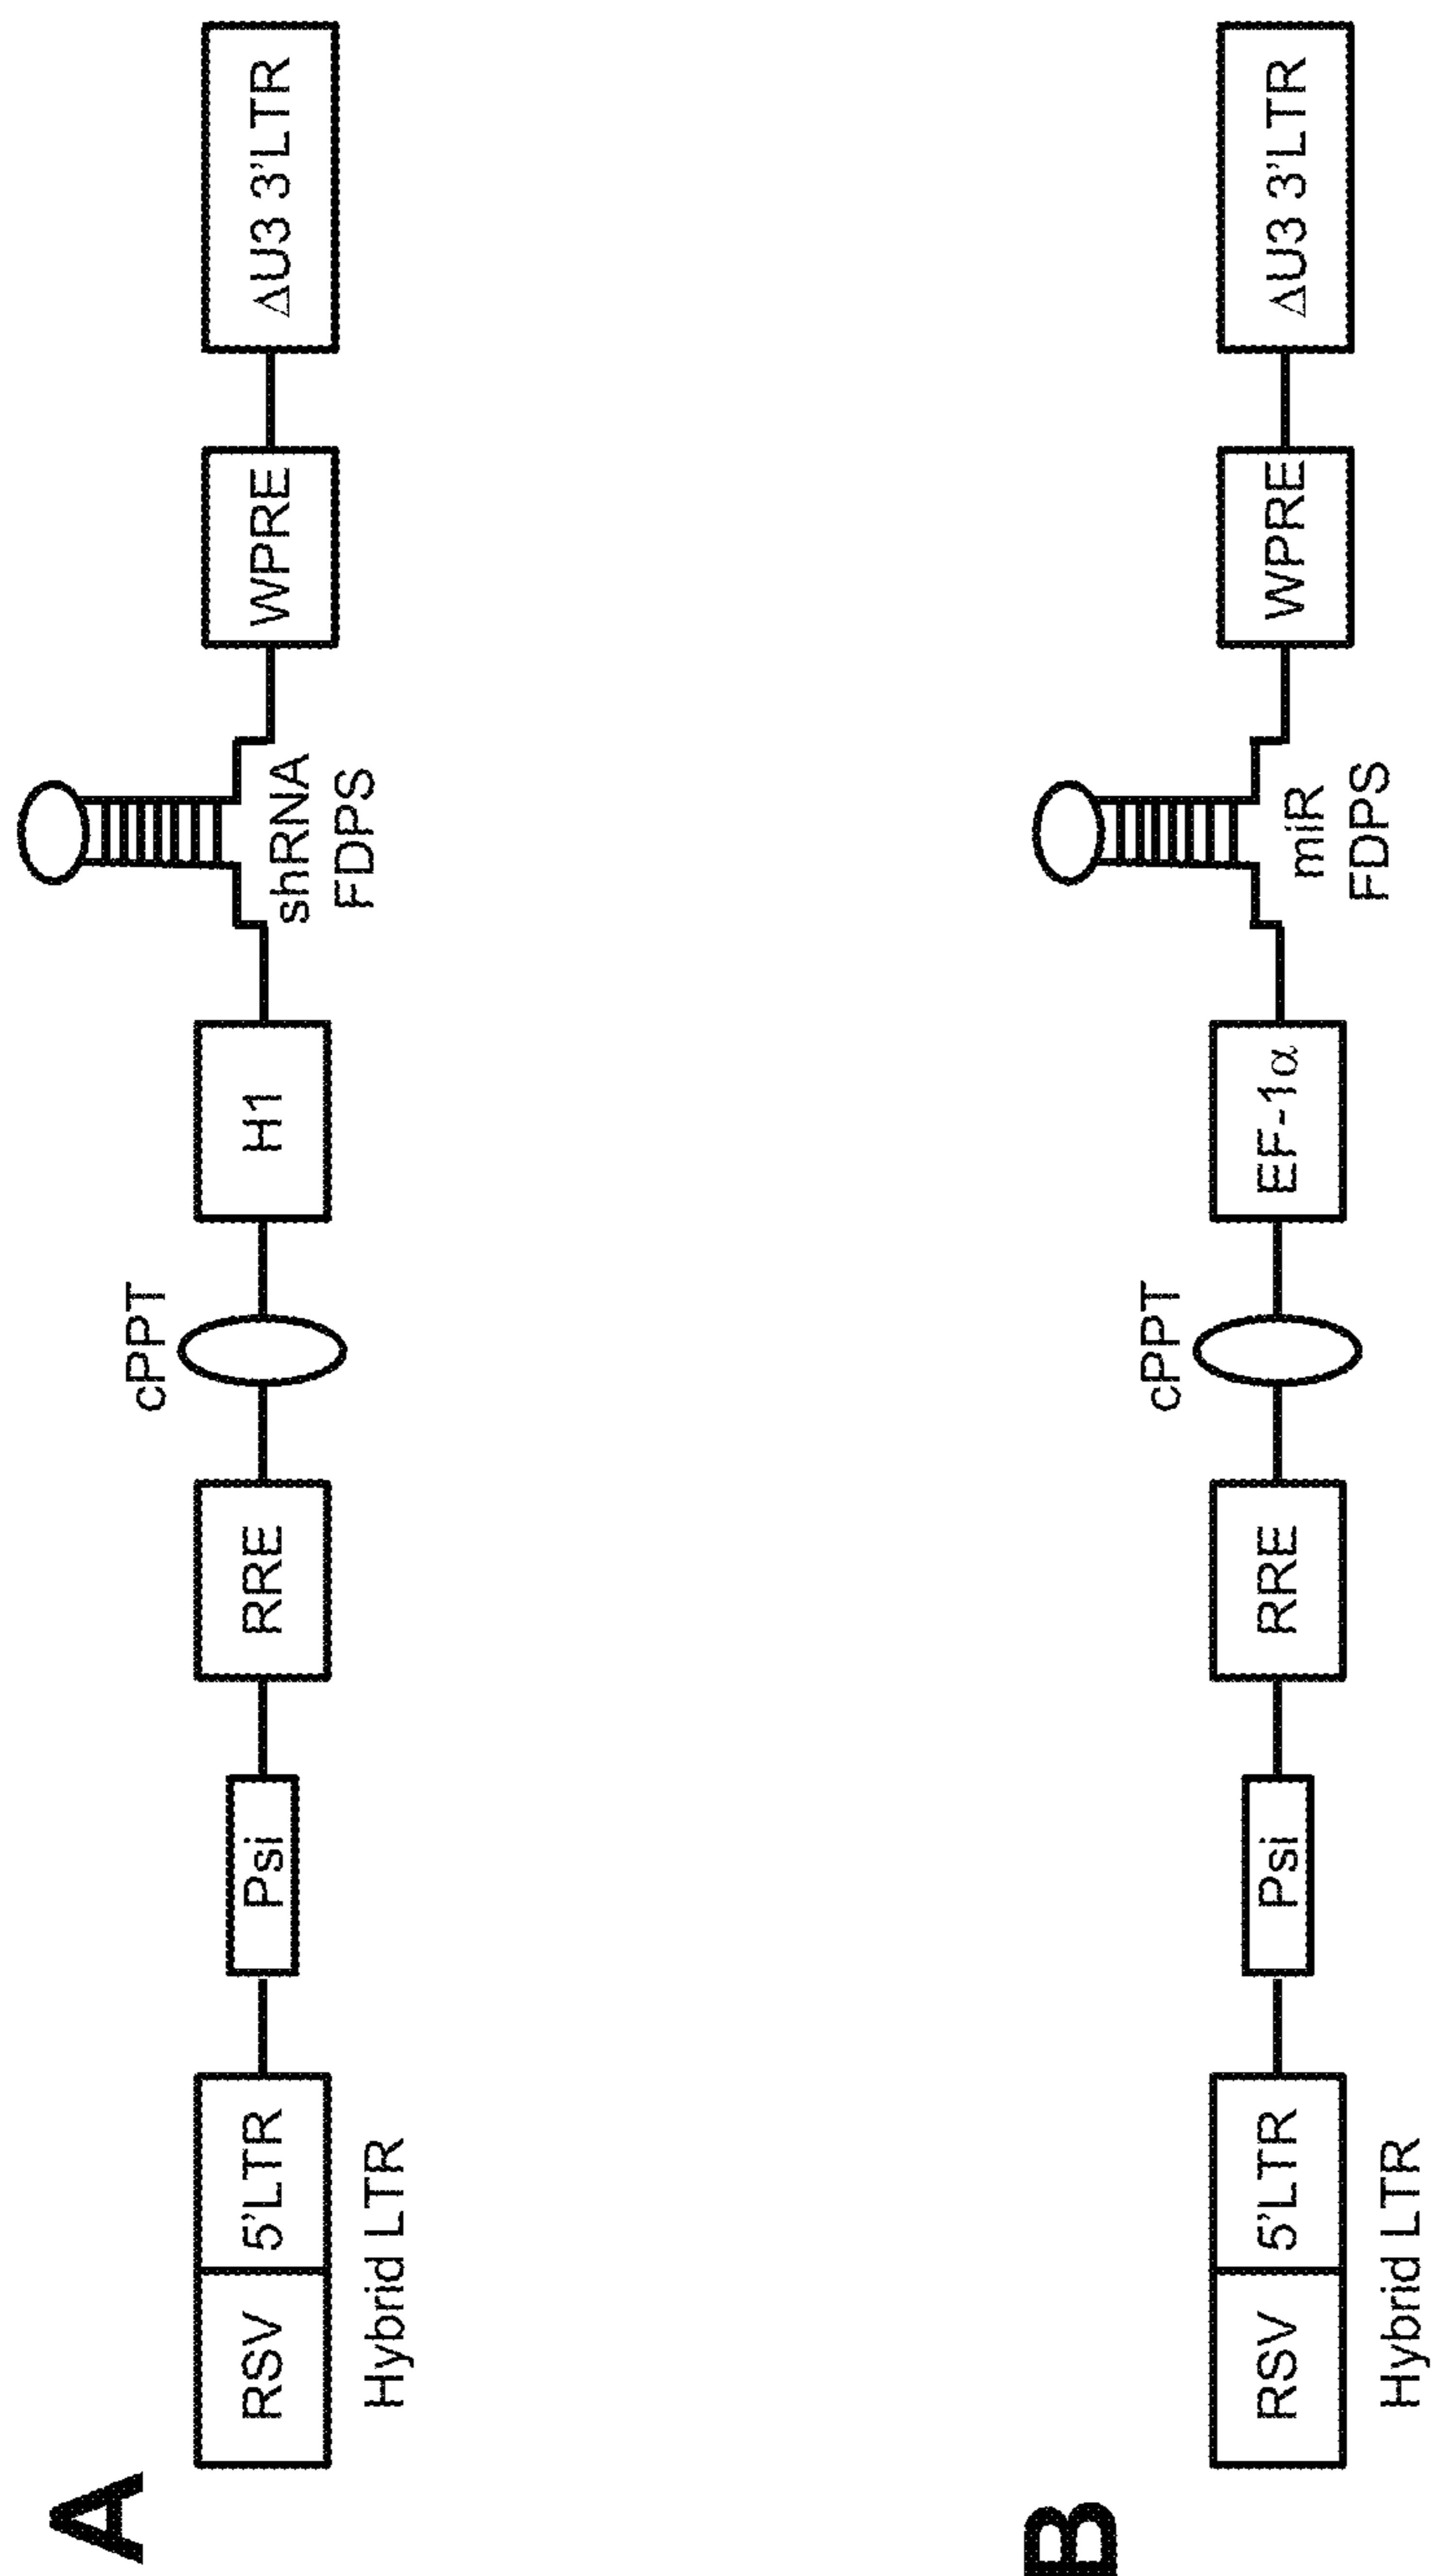 A
RSV
5'LTR
Hybrid LTR
Psi
RRE
cPPT
H1
shRNA
FDPS
WPRE
ΔU3 3'LTR
B
RSV
5'LTR
Hybrid LTR
Psi
RRE
cPPT
EF-1α
miR
FDPS
WPRE
ΔU3 3'LTR